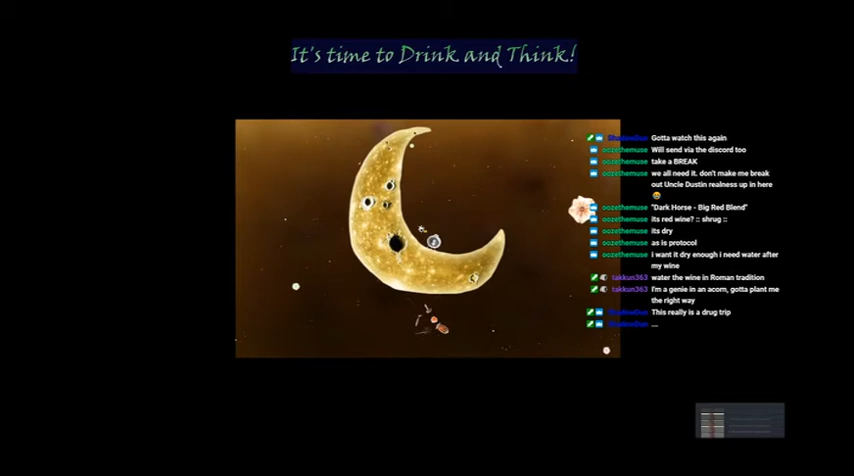 It's time to Drink and Think!
Gotta watch this again
oozethemuse Will send via the discord too
oozethemuse take a BREAK
oozethemuse we all need it. don't make me break
out Uncle Dustin realness up in here
oozethemuse "Dark Horse - Big Red Blend"
oozethemuse its red wine? :: shrug ::
oozethemuse its dry
oozethemuse as is protocol
oozethemuse i want it dry enough i need water after
my wine
takkun363 water the wine in Roman tradition
takkun363 I'm a genie in an acorn, gotta plant me
the right way
This really is a drug trip
...